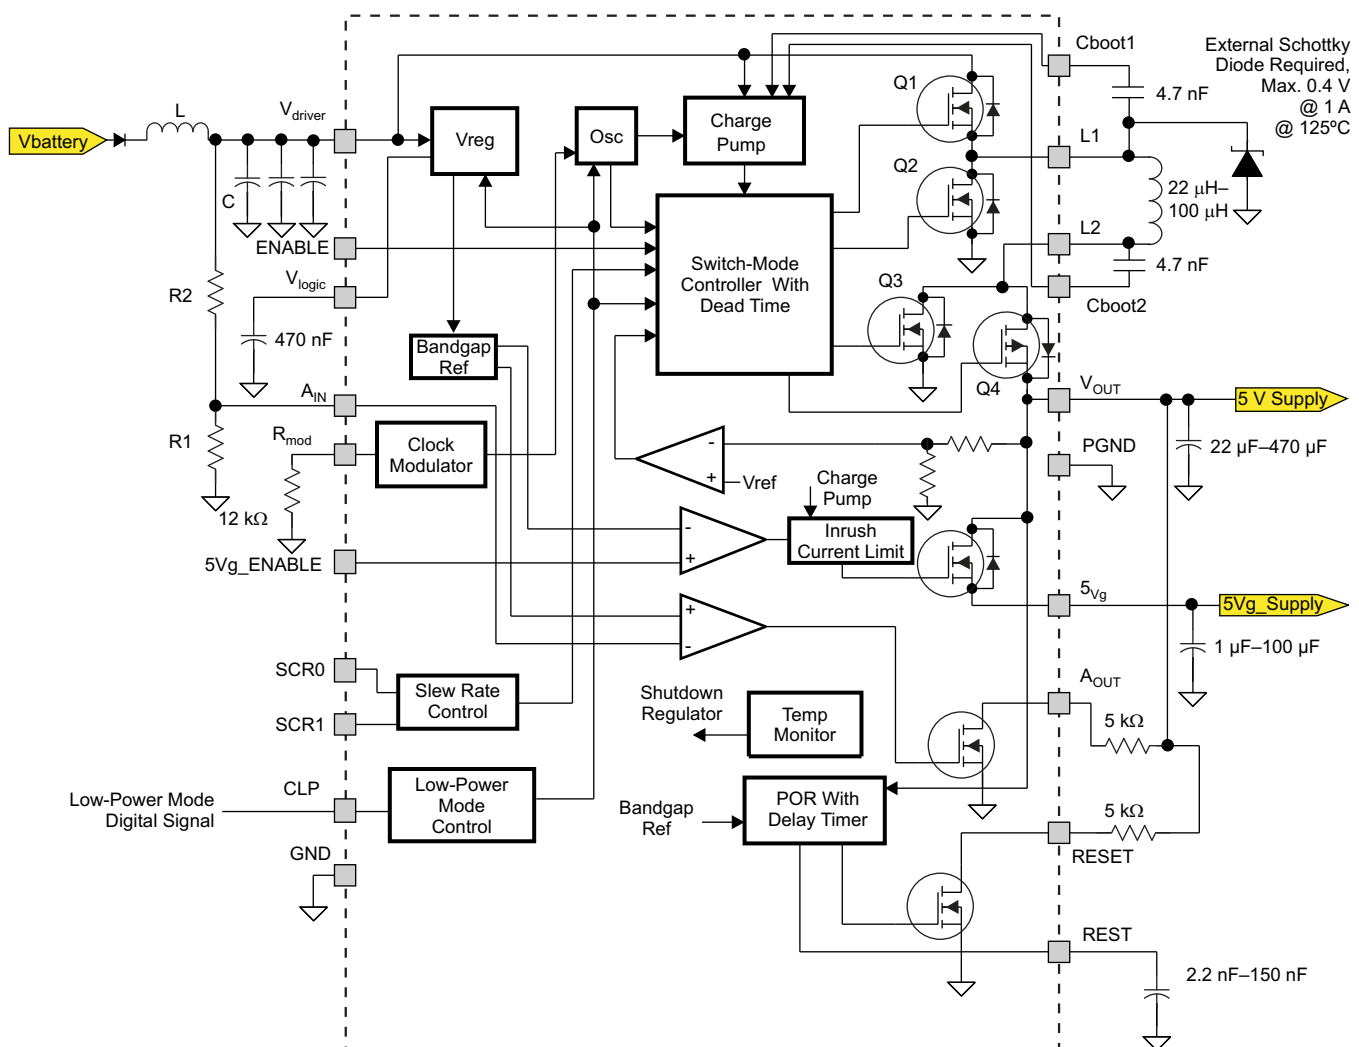 Cboot1
External Schottky
Diode Required,
Max. 0.4 V
@ 1 A
@ 125ºC
4.7 nF
Q1
L
Vdriver
Vbattery
Vreg
Osc
Charge
Pump
L1
C
Q2
22 μH–
100 μH
ENABLE
L2
Vlogic
Switch-Mode
Controller With
Dead Time
4.7 nF
Q3
Cboot2
R2
470 nF
Bandgap
Ref
Q4
AIN
VOUT
5 V Supply
R1
Rmod
Clock
Modulator
-
+
Vref
PGND
22 μF–470 μF
Charge
Pump
12 kΩ
-
+
Inrush
Current Limit
5Vg_ENABLE
5Vg
5Vg_Supply
+
-
1 μF–100 μF
SCR0
Slew Rate
Control
SCR1
Shutdown
Regulator
Temp
Monitor
AOUT
5 kΩ
CLP
Low-Power Mode
Digital Signal
Low-Power
Mode
Control
Bandgap
Ref
POR With
Delay Timer
5 kΩ
RESET
GND
REST
2.2 nF–150 nF